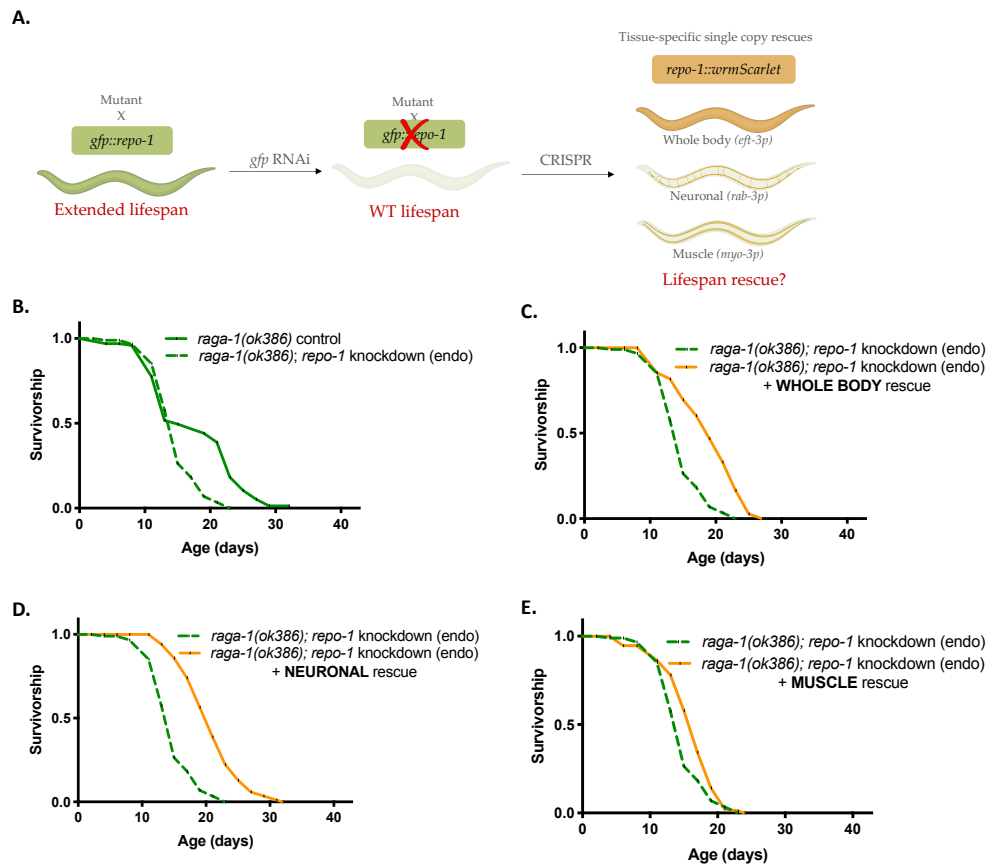 A.
Tissue-specific single copy rescues
repo-1::wrmScarlet
Mutant
X
gfp::repo-1
Mutant
X
gfp::repo-1
gfp RNAi
CRISPR
Whole body (eft-3p)
Neuronal (rab-3p)
Muscle (myo-3p)
Extended lifespan
WT lifespan
Lifespan rescue?
B.
raga-1(ok386) control
raga-1(ok386); repo-1 knockdown (endo)
Survivorship
1.0
0.5
0.0
0 10 20 30 40
Age (days)
C.
raga-1(ok386); repo-1 knockdown (endo)
raga-1(ok386); repo-1 knockdown (endo)
+ WHOLE BODY rescue
Survivorship
1.0
0.5
0.0
0 10 20 30 40
Age (days)
D.
raga-1(ok386); repo-1 knockdown (endo)
raga-1(ok386); repo-1 knockdown (endo)
+ NEURONAL rescue
Survivorship
1.0
0.5
0.0
0 10 20 30 40
Age (days)
E.
raga-1(ok386); repo-1 knockdown (endo)
raga-1(ok386); repo-1 knockdown (endo)
+ MUSCLE rescue
Survivorship
1.0
0.5
0.0
0 10 20 30 40
Age (days)